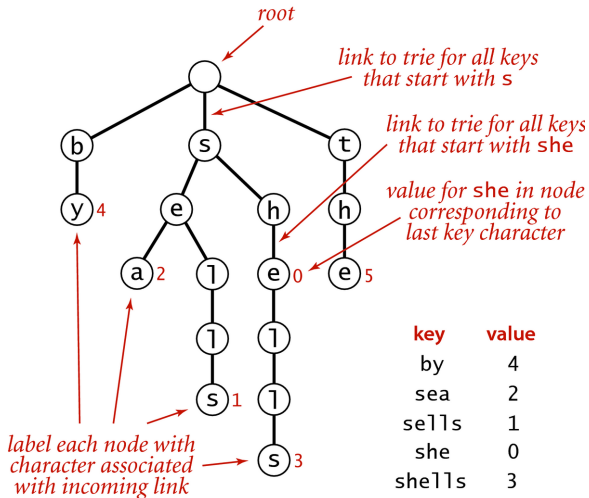 root
link to trie for all keys
that start with s
link to trie for all keys
that start with she
b
s
t
y 4
e
h
h
value for she in node
corresponding to
last key character
a 2
l
e 0
e 5
l
l
s 1
l
s 3
label each node with
character associated
with incoming link
key value
by 4
sea 2
sells 1
she 0
shells 3